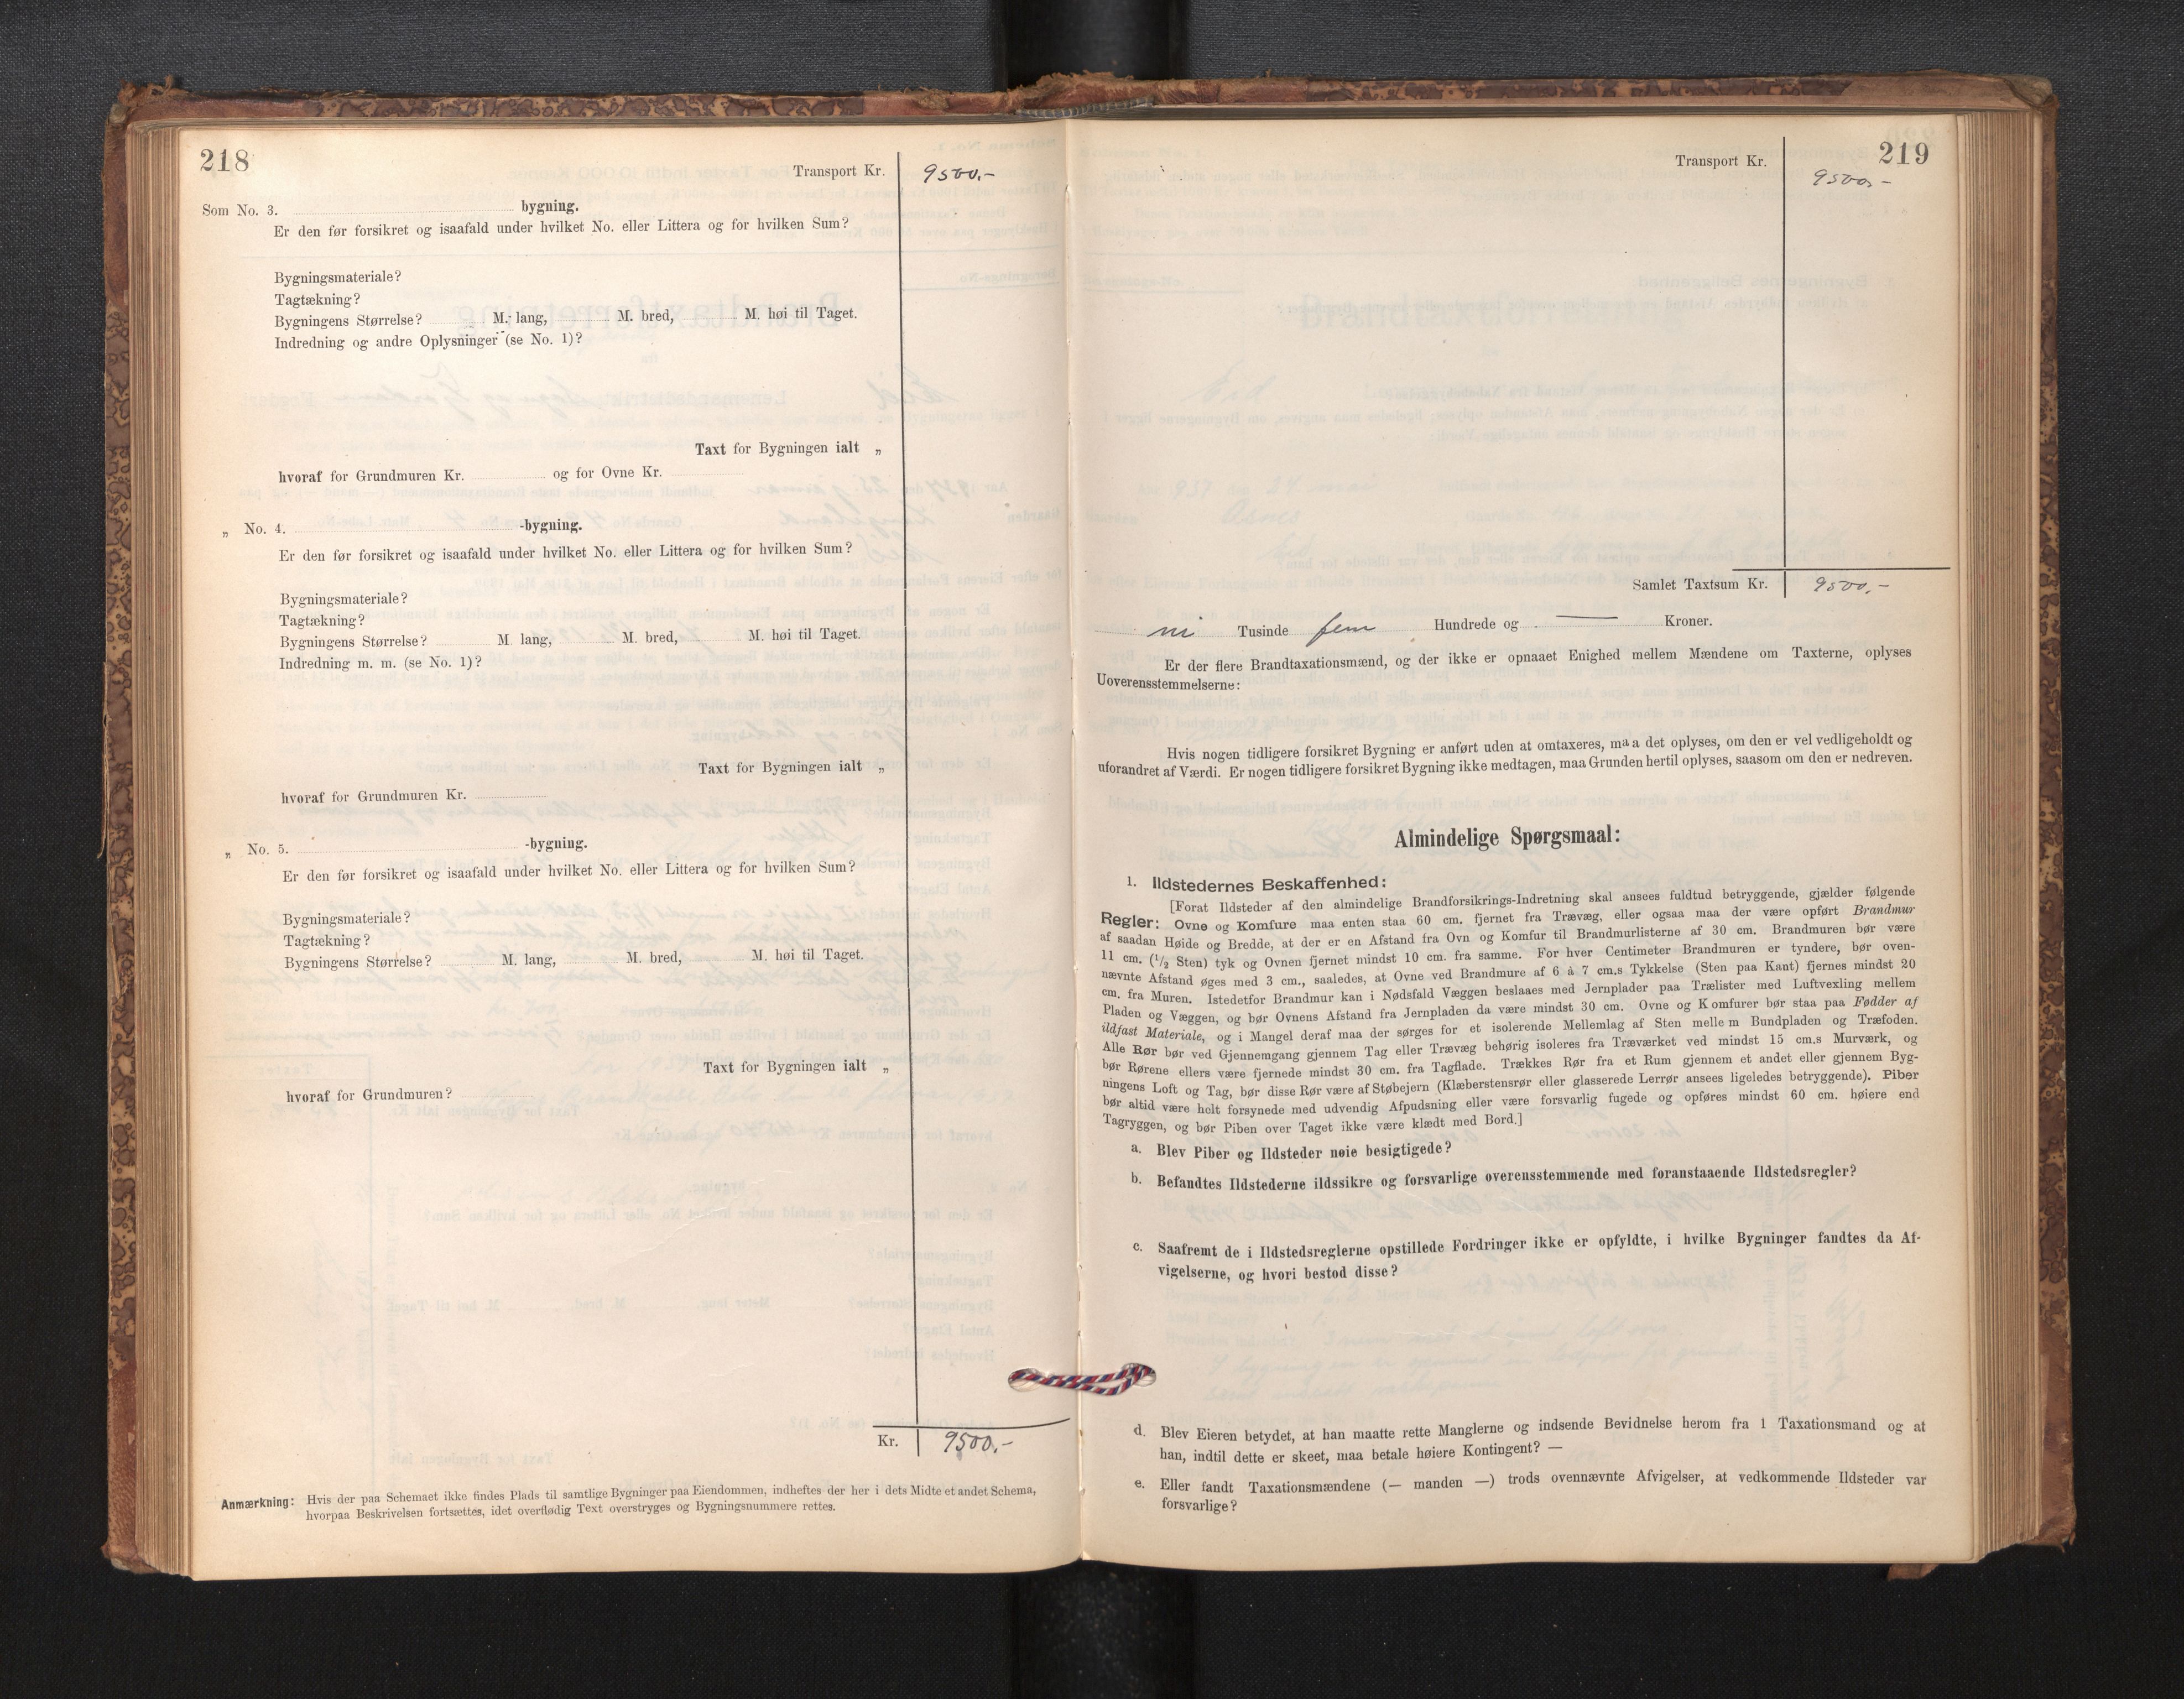 218
Transport Kr. 9500.-
Som No. 3. bygning.
Er den før forsikret og isaafald under hvilket No. eller Littera og for hvilken Sum?
Bygningsmateriale?
Tagtækning?
Bygningens Størrelse? M. lang, M. bred, M. høi til Taget.
Indredning og andre Oplysninger (se No. 1)?
Taxt for Bygningen ialt „
hvoraf for Grundmuren Kr. og for Ovne Kr.
„ No. 4. -bygning.
Er den før forsikret og isaafald under hvilket No. eller Littera og for hvilken Sum?
Bygningsmateriale?
Tagtækning?
Bygningens Størrelse? M. lang, M. bred, M. høi til Taget.
Indredning m. m. (se No. 1)?
Taxt for Bygningen ialt „
hvoraf for Grundmuren Kr.
„ No. 5. -bygning.
Er den før forsikret og isaafald under hvilket No. eller Littera og for hvilken Sum?
Bygningsmateriale?
Tagtækning?
Bygningens Størrelse? M. lang, M. bred, M. høi til Taget.
Taxt for Bygningen ialt „
hvoraf for Grundmuren?
Kr. 9500.-
Anmærkning: Hvis der paa Schemaet ikke findes Plads til samtlige Bygninger paa Eiendommen, indheftes der her i dets Midte et andet Schema,
hvorpaa Beskrivelsen fortsættes, idet overflødig Text overstryges og Bygningsnummere rettes.
219
Transport Kr. 9500.-
Samlet Taxtsum Kr. 9500.-
ni Tusinde fem Hundrede og — Kroner.
Er der flere Brandtaxationsmænd, og der ikke er opnaaet Enighed mellem Mændene om Taxterne, oplyses
Uoverensstemmelserne:
Hvis nogen tidligere forsikret Bygning er anført uden at omtaxeres, maa det oplyses, om den er vel vedligeholdt og
uforandret af Værdi. Er nogen tidligere forsikret Bygning ikke medtagen, maa Grunden hertil oplyses, saasom om den er nedreven.
Almindelige Spørgsmaal:
1. Ildstedernes Beskaffenhed:
[Forat Ildsteder af den almindelige Brandforsikrings-Indretning skal ansees fuldtud betryggende, gjælder følgende
Regler: Ovne og Komfure maa enten staa 60 cm. fjernet fra Trævæg, eller ogsaa maa der være opført Brandmur
af saadan Høide og Bredde, at der er en Afstand fra Ovn og Komfur til Brandmurlisterne af 30 cm. Brandmuren bør være
11 cm. (1/2 Sten) tyk og Ovnen fjernet mindst 10 cm. fra samme. For hver Centimeter Brandmuren er tyndere, bør oven-
nævnte Afstand øges med 3 cm., saaledes, at Ovne ved Brandmure af 6 à 7 cm.s Tykkelse (Sten paa Kant) fjernes mindst 20
cm. fra Muren. Istedetfor Brandmur kan i Nødsfald Væggen beslaaes med Jernplader paa Trælister med Luftvexling mellem
Pladen og Væggen, og bør Ovnens Afstand fra Jernpladen da være mindst 30 cm. Ovne og Komfurer bør staa paa Fødder af
ildfast Materiale, og i Mangel deraf maa der sørges for et isolerende Mellemlag af Sten mellem Bundpladen og Træfoden.
Alle Rør bør ved Gjennemgang gjennem Tag eller Trævæg behørig isoleres fra Træværket ved mindst 15 cm.s Murværk, og
bør Rørene ellers være fjernede mindst 30 cm. fra Tagflade. Trækkes Rør fra et Rum gjennem et andet eller gjennem Byg-
ningens Loft og Tag, bør disse Rør være af Støbejern (Klæberstensrør eller glasserede Lerrør ansees ligeledes betryggende). Piber
bør altid være helt forsynede med udvendig Afpudsning eller være forsvarlig fugede og opføres mindst 60 cm. høiere end
Tagryggen, og bør Piben over Taget ikke være klædt med Bord.]
a. Blev Piber og Ildsteder nøie besigtigede?
b. Befandtes Ildstederne ildssikre og forsvarlige overensstemmende med foranstaaende Ildstedsregler?
c. Saafremt de i Ildstedsreglerne opstillede Fordringer ikke er opfyldte, i hvilke Bygninger fandtes da Af-
vigelserne, og hvori bestod disse?
d. Blev Eieren betydet, at han maatte rette Manglerne og indsende Bevidnelse herom fra 1 Taxationsmand og at
han, indtil dette er skeet, maa betale høiere Kontingent? —
e. Eller fandt Taxationsmændene (— manden —) trods ovennævnte Afvigelser, at vedkommende Ildsteder var
forsvarlige?